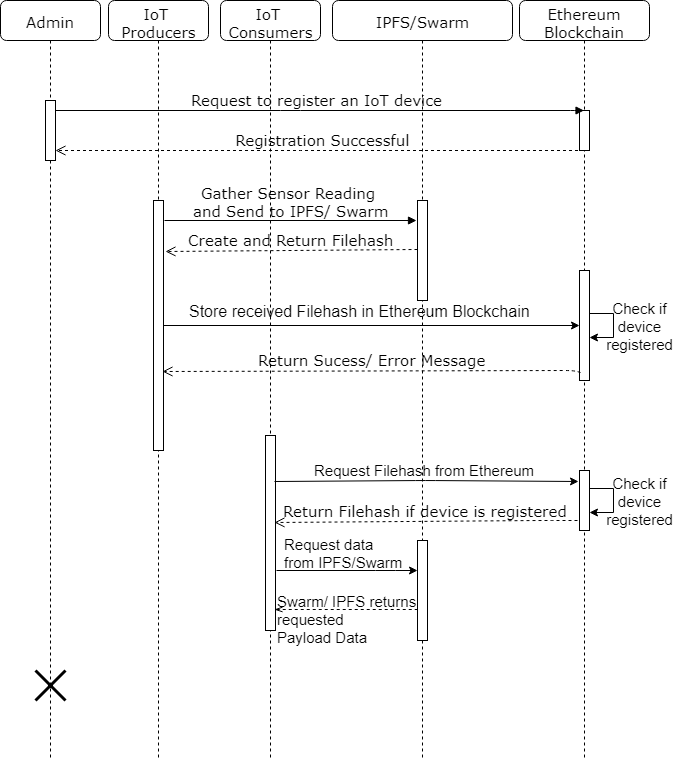 Admin
IoT
Producers
IoT
Consumers
IPFS/Swarm
Ethereum
Blockchain
Request to register an IoT device
Registration Successful
Gather Sensor Reading
and Send to IPFS/ Swarm
Create and Return Filehash
Store received Filehash in Ethereum Blockchain
Check if
device
registered
Return Sucess/ Error Message
Request Filehash from Ethereum
Check if
device
registered
Return Filehash if device is registered
Request data
from IPFS/Swarm
Swarm/ IPFS returns
requested
Payload Data